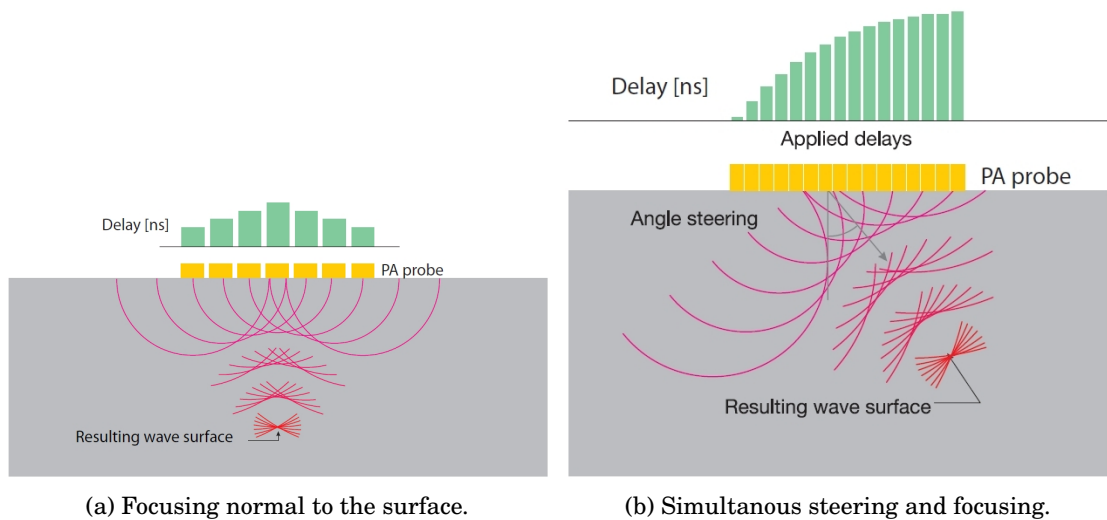 Delay [ns]
PA probe
Resulting wave surface
(a) Focusing normal to the surface.
Delay [ns]
Applied delays
PA probe
Angle steering
Resulting wave surface
(b) Simultanous steering and focusing.